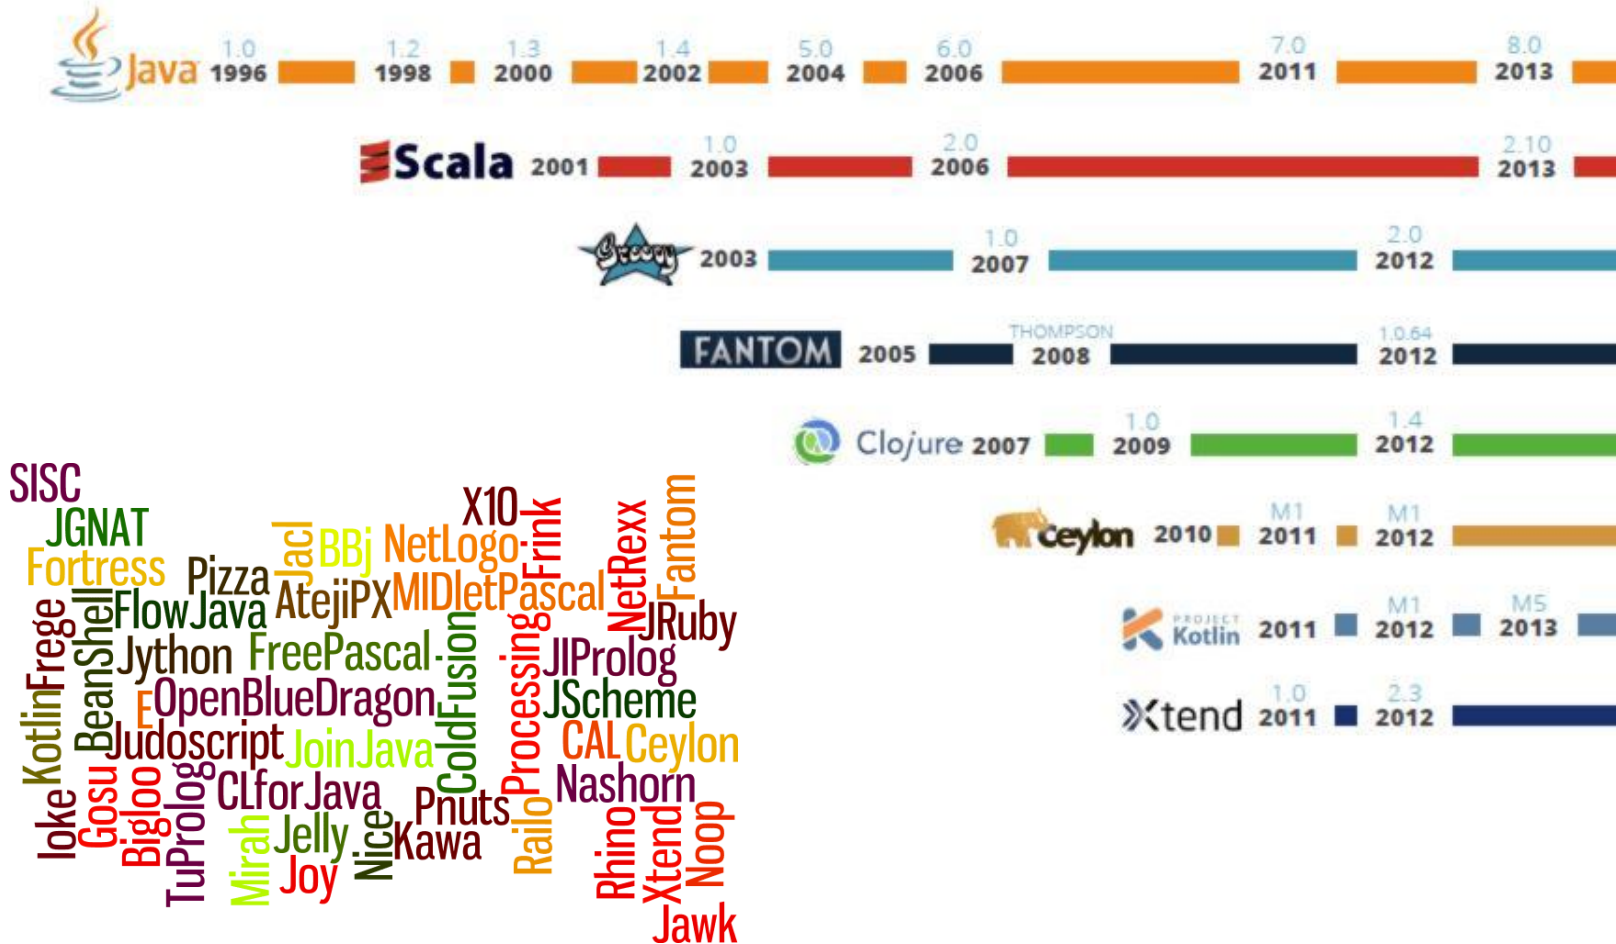 1.0 1.2 1.3 1.4 5.0 6.0 7.0 8.0
Java 1996 1998 2000 2002 2004 2006 2011 2013
1.0 2.0 2.10
Scala 2001 2003 2006 2013
1.0 2.0
Groovy 2003 2007 2012
THOMPSON 1.0.64
FANTOM 2005 2008 2012
1.0 1.4
Clojure 2007 2009 2012
M1 M1
Ceylon 2010 2011 2012
M1 M5
PROJECT
Kotlin 2011 2012 2013
1.0 2.3
Xtend 2011 2012
SISC
JGNAT
Fortress
Pizza
Jacl
BBj
NetLogo
X10
Frink
NetRexx
Fantom
Frege
BeanShell
FlowJava
AtejiPX
MIDletPascal
JRuby
Jython
FreePascal
ColdFusion
Processing
JIProlog
Kotlin
E
OpenBlueDragon
JScheme
Judoscript
JoinJava
CAL
Ceylon
Ioke
Gosu
Bigloo
TuProlog
CLforJava
Pnuts
Nashorn
Mirah
Jelly
Nice
Kawa
Railo
Rhino
Xtend
Noop
Joy
Jawk